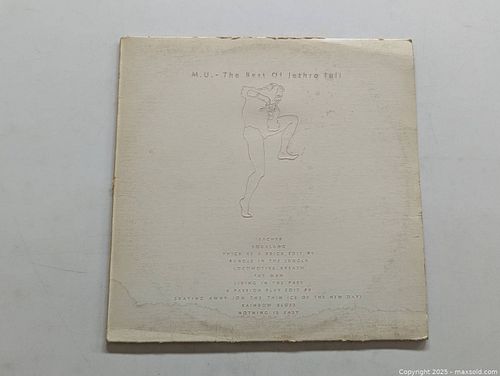 M.U. - The Best Of Jethro Tull
TEACHER
AQUALUNG
THICK AS A BRICK EDIT #1
BUNGLE IN THE JUNGLE
LOCOMOTIVE BREATH
FAT MAN
LIVING IN THE PAST
A PASSION PLAY EDIT #8
SKATING AWAY (ON THE THIN ICE OF THE NEW DAY)
RAINBOW BLUES
NOTHING IS EASY
Copyright 2025 - maxsold.com